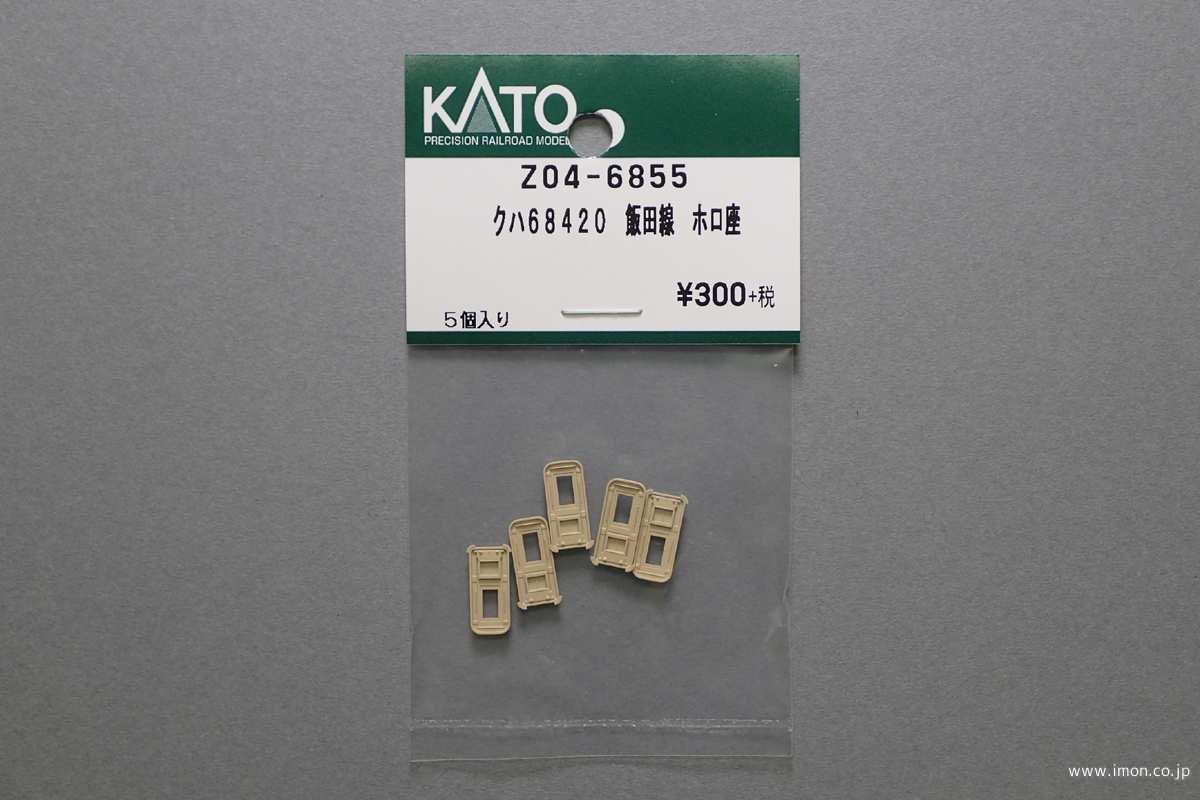 KATO
PRECISION RAILROAD MODEL
Z04-6855
クハ68420 飯田線 ホロ座
¥300+税
5個入り
www.imon.co.jp